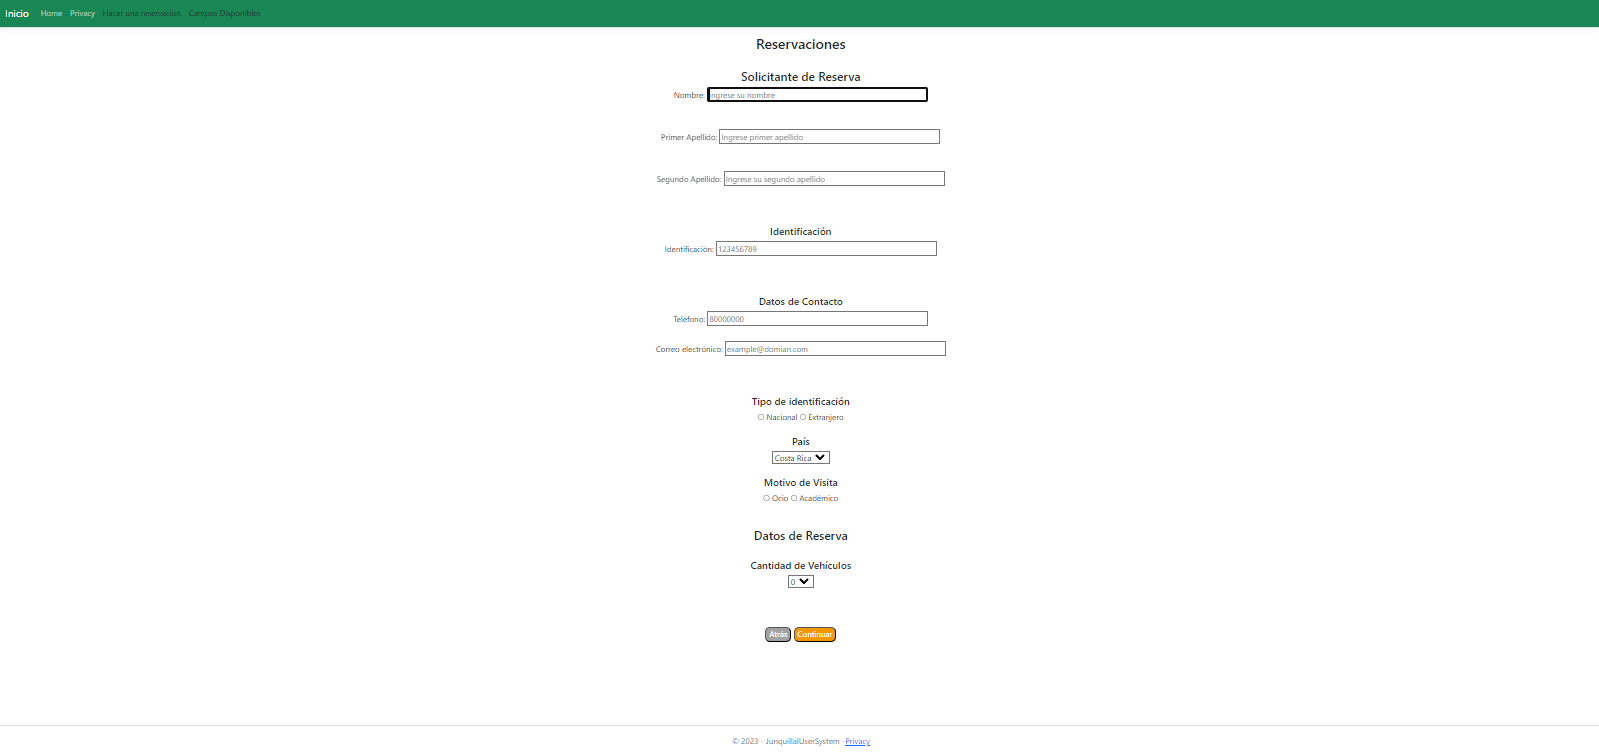 Inicio Home Privacy Hacer una reservación Campos Disponibles
Reservaciones
Solicitante de Reserva
Nombre: Ingrese su nombre
Primer Apellido: Ingrese primer apellido
Segundo Apellido: Ingrese su segundo apellido
Identificación
Identificación: 123456789
Datos de Contacto
Teléfono: 80000000
Correo electrónico: example@domian.com
Tipo de identificación
Nacional Extranjero
País
Costa Rica
Motivo de Visita
Ocio Académico
Datos de Reserva
Cantidad de Vehículos
0
Atrás Continuar
© 2023 - JunquillalUserSystem - Privacy